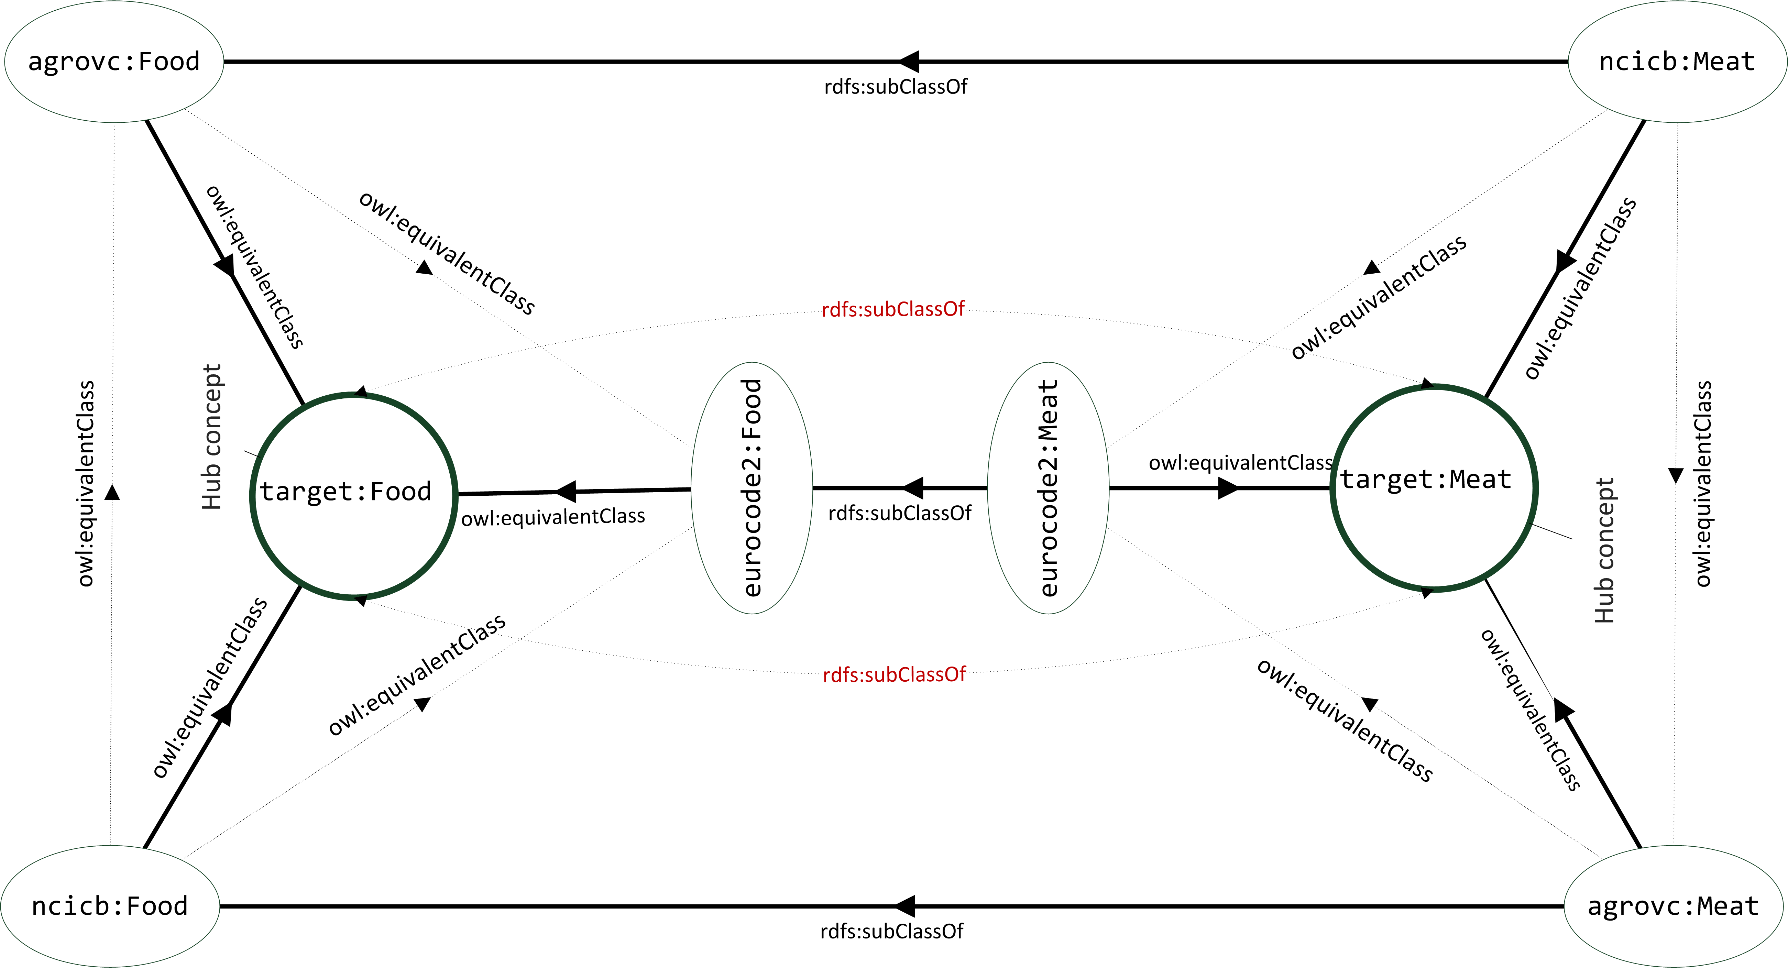 agrovc:Food
ncicb:Meat
rdfs:subClassOf
owl:equivalentClass
owl:equivalentClass
owl:equivalentClass
owl:equivalentClass
rdfs:subClassOf
Hub concept
owl:equivalentClass
target:Food
owl:equivalentClass
eurocode2:Food
rdfs:subClassOf
eurocode2:Meat
owl:equivalentClass
target:Meat
Hub concept
owl:equivalentClass
owl:equivalentClass
owl:equivalentClass
rdfs:subClassOf
owl:equivalentClass
owl:equivalentClass
ncicb:Food
rdfs:subClassOf
agrovc:Meat